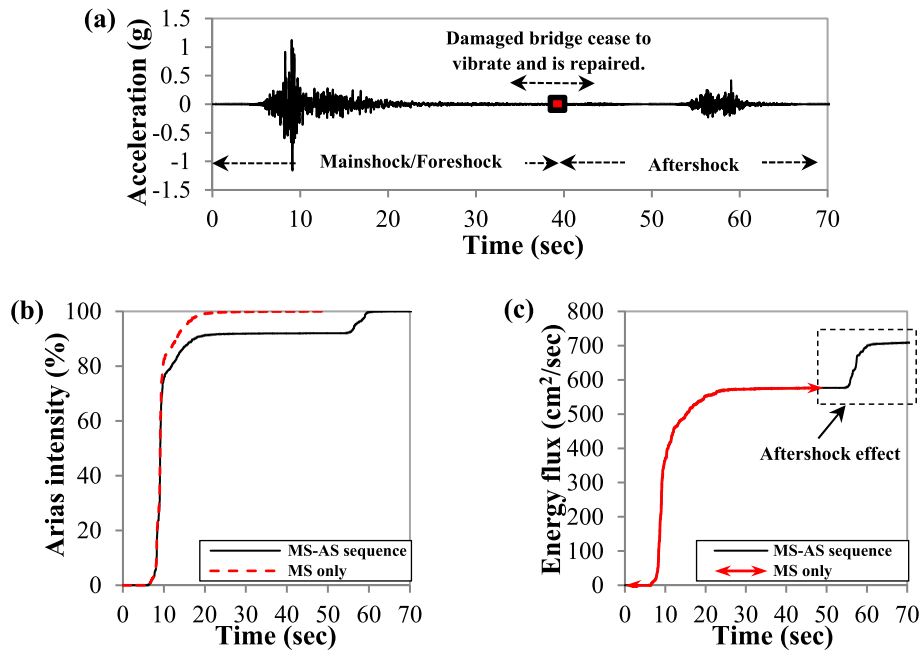 (a)
Acceleration (g)
1.5
1
0.5
0
-0.5
-1
-1.5
Damaged bridge cease to
vibrate and is repaired.
Mainshock/Foreshock
Aftershock
0 10 20 30 40 50 60 70
Time (sec)
(b)
Arias intensity (%)
100
80
60
40
20
0
MS-AS sequence
MS only
0 10 20 30 40 50 60 70
Time (sec)
(c)
Energy flux (cm²/sec)
800
700
600
500
400
300
200
100
0
Aftershock effect
MS-AS sequence
MS only
0 10 20 30 40 50 60 70
Time (sec)